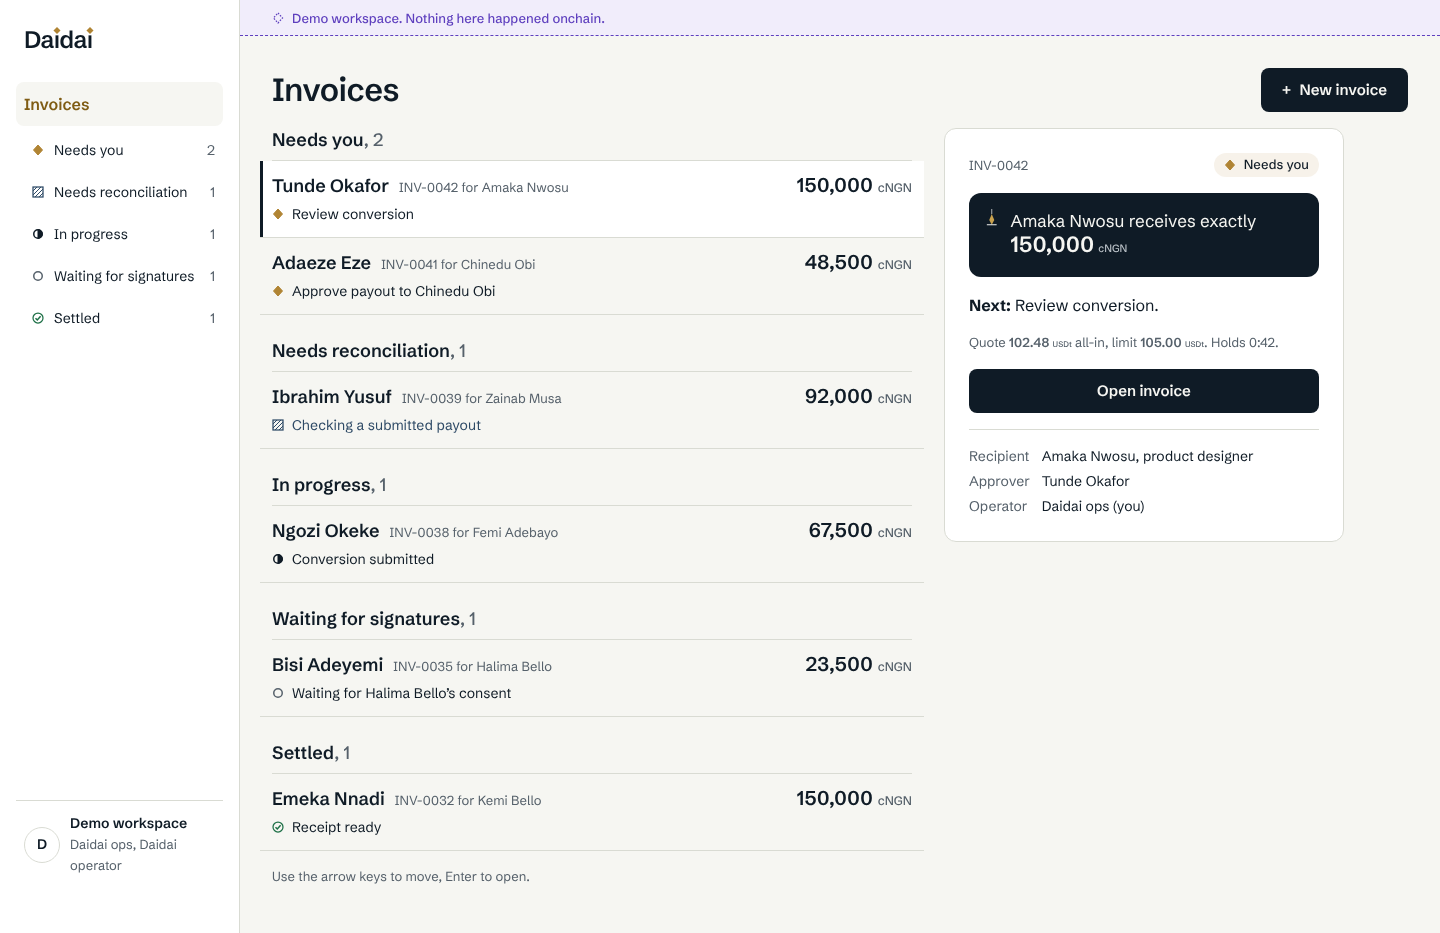 Daidai
Invoices
Needs you 2
Needs reconciliation 1
In progress 1
Waiting for signatures 1
Settled 1
D
Demo workspace
Daidai ops, Daidai
operator
Demo workspace. Nothing here happened onchain.
Invoices
+ New invoice
Needs you, 2
Tunde Okafor INV-0042 for Amaka Nwosu 150,000 cNGN
Review conversion
Adaeze Eze INV-0041 for Chinedu Obi 48,500 cNGN
Approve payout to Chinedu Obi
Needs reconciliation, 1
Ibrahim Yusuf INV-0039 for Zainab Musa 92,000 cNGN
Checking a submitted payout
In progress, 1
Ngozi Okeke INV-0038 for Femi Adebayo 67,500 cNGN
Conversion submitted
Waiting for signatures, 1
Bisi Adeyemi INV-0035 for Halima Bello 23,500 cNGN
Waiting for Halima Bello’s consent
Settled, 1
Emeka Nnadi INV-0032 for Kemi Bello 150,000 cNGN
Receipt ready
Use the arrow keys to move, Enter to open.
INV-0042 Needs you
Amaka Nwosu receives exactly
150,000 cNGN
Next: Review conversion.
Quote 102.48 USDt all-in, limit 105.00 USDt. Holds 0:42.
Open invoice
Recipient Amaka Nwosu, product designer
Approver Tunde Okafor
Operator Daidai ops (you)